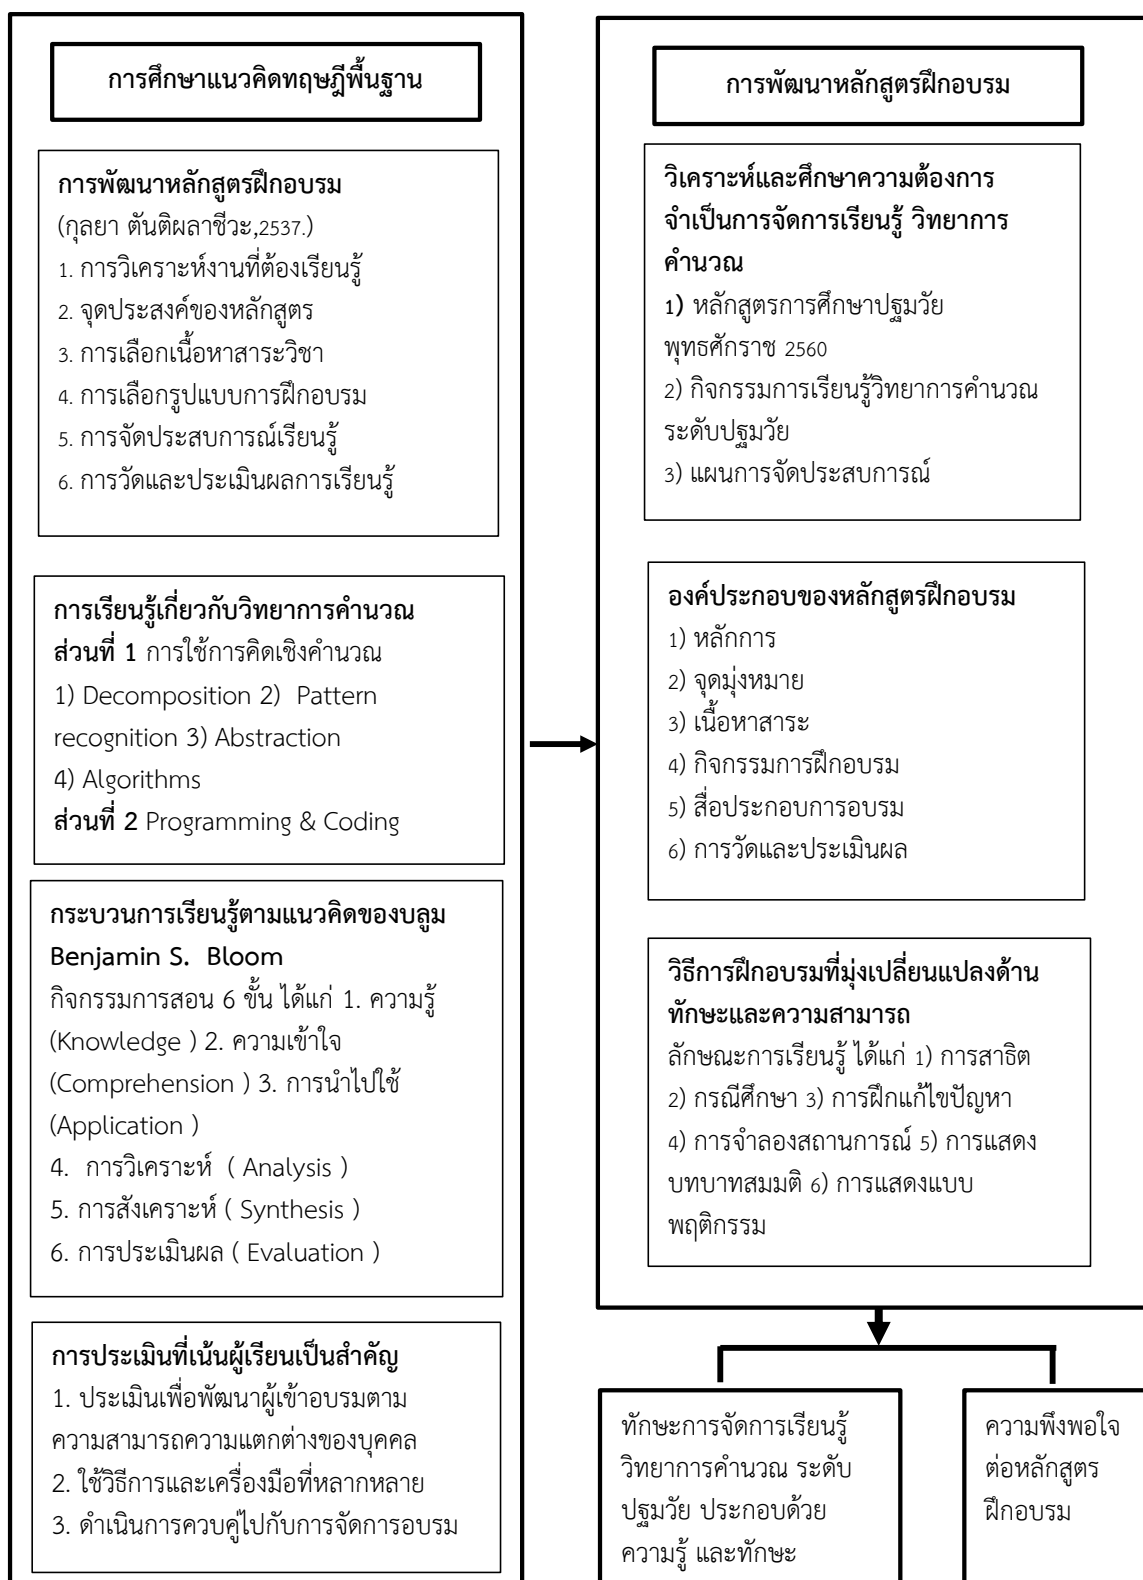 การศึกษาแนวคิดทฤษฎีพื้นฐาน
การพัฒนาหลักสูตรฝึกอบรม
(กุลยา ตันติผลาชีวะ,2537.)
1. การวิเคราะห์งานที่ต้องเรียนรู้
2. จุดประสงค์ของหลักสูตร
3. การเลือกเนื้อหาสาระวิชา
4. การเลือกรูปแบบการฝึกอบรม
5. การจัดประสบการณ์เรียนรู้
6. การวัดและประเมินผลการเรียนรู้
การเรียนรู้เกี่ยวกับวิทยาการคำนวณ
ส่วนที่ 1 การใช้การคิดเชิงคำนวณ
1) Decomposition 2)  Pattern
recognition 3) Abstraction
4) Algorithms
ส่วนที่ 2 Programming & Coding
กระบวนการเรียนรู้ตามแนวคิดของบลูม
Benjamin S.  Bloom
กิจกรรมการสอน 6 ขั้น ได้แก่ 1. ความรู้
(Knowledge ) 2. ความเข้าใจ
(Comprehension ) 3. การนำไปใช้
(Application )
4.  การวิเคราะห์  ( Analysis )
5. การสังเคราะห์ ( Synthesis )
6. การประเมินผล ( Evaluation )
การประเมินที่เน้นผู้เรียนเป็นสำคัญ
1. ประเมินเพื่อพัฒนาผู้เข้าอบรมตาม
ความสามารถความแตกต่างของบุคคล
2. ใช้วิธีการและเครื่องมือที่หลากหลาย
3. ดำเนินการควบคู่ไปกับการจัดการอบรม
การพัฒนาหลักสูตรฝึกอบรม
วิเคราะห์และศึกษาความต้องการ
จำเป็นการจัดการเรียนรู้ วิทยาการ
คำนวณ
1) หลักสูตรการศึกษาปฐมวัย
พุทธศักราช 2560
2) กิจกรรมการเรียนรู้วิทยาการคำนวณ
ระดับปฐมวัย
3) แผนการจัดประสบการณ์
องค์ประกอบของหลักสูตรฝึกอบรม
1) หลักการ
2) จุดมุ่งหมาย
3) เนื้อหาสาระ
4) กิจกรรมการฝึกอบรม
5) สื่อประกอบการอบรม
6) การวัดและประเมินผล
วิธีการฝึกอบรมที่มุ่งเปลี่ยนแปลงด้าน
ทักษะและความสามารถ
ลักษณะการเรียนรู้ ได้แก่ 1) การสาธิต
2) กรณีศึกษา 3) การฝึกแก้ไขปัญหา
4) การจำลองสถานการณ์ 5) การแสดง
บทบาทสมมติ 6) การแสดงแบบ
พฤติกรรม
ทักษะการจัดการเรียนรู้
วิทยาการคำนวณ ระดับ
ปฐมวัย ประกอบด้วย
ความรู้ และทักษะ
ความพึงพอใจ
ต่อหลักสูตร
ฝึกอบรม